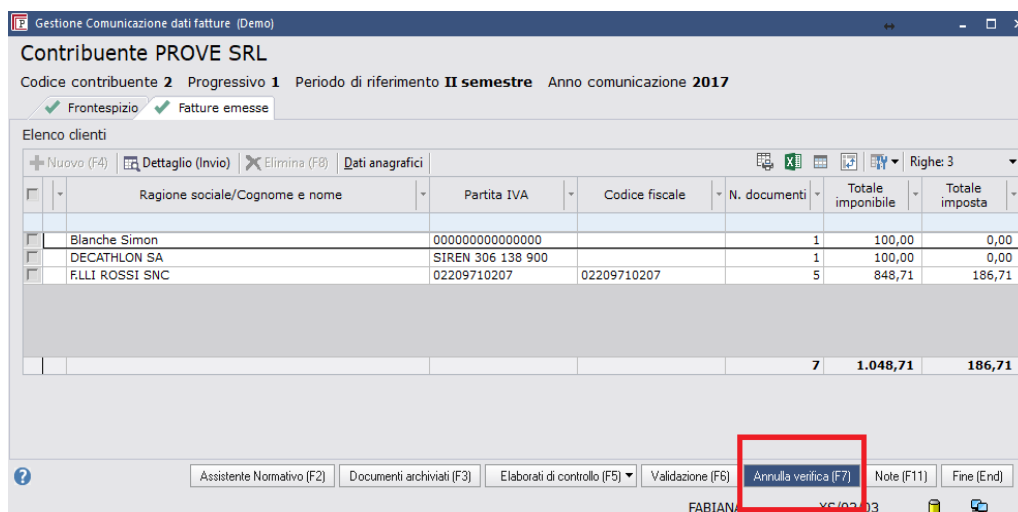 Gestione Comunicazione dati fatture (Demo)
Contribuente PROVE SRL
Codice contribuente 2 Progressivo 1 Periodo di riferimento II semestre Anno comunicazione 2017
Frontespizio Fatture emesse
Elenco clienti
Nuovo (F4) Dettaglio (Invio) Elimina (F8) Dati anagrafici Righe: 3
Ragione sociale/Cognome e nome Partita IVA Codice fiscale N. documenti Totale imponibile Totale imposta
Blanche Simon 000000000000000 1 100,00 0,00
DECATHLON SA SIREN 306 138 900 1 100,00 0,00
F.LLI ROSSI SNC 02209710207 02209710207 5 848,71 186,71
7 1.048,71 186,71
Assistente Normativo (F2) Documenti archiviati (F3) Elaborati di controllo (F5) Validazione (F6) Annulla verifica (F7) Note (F11) Fine (End)
FABIANA XS/02/03